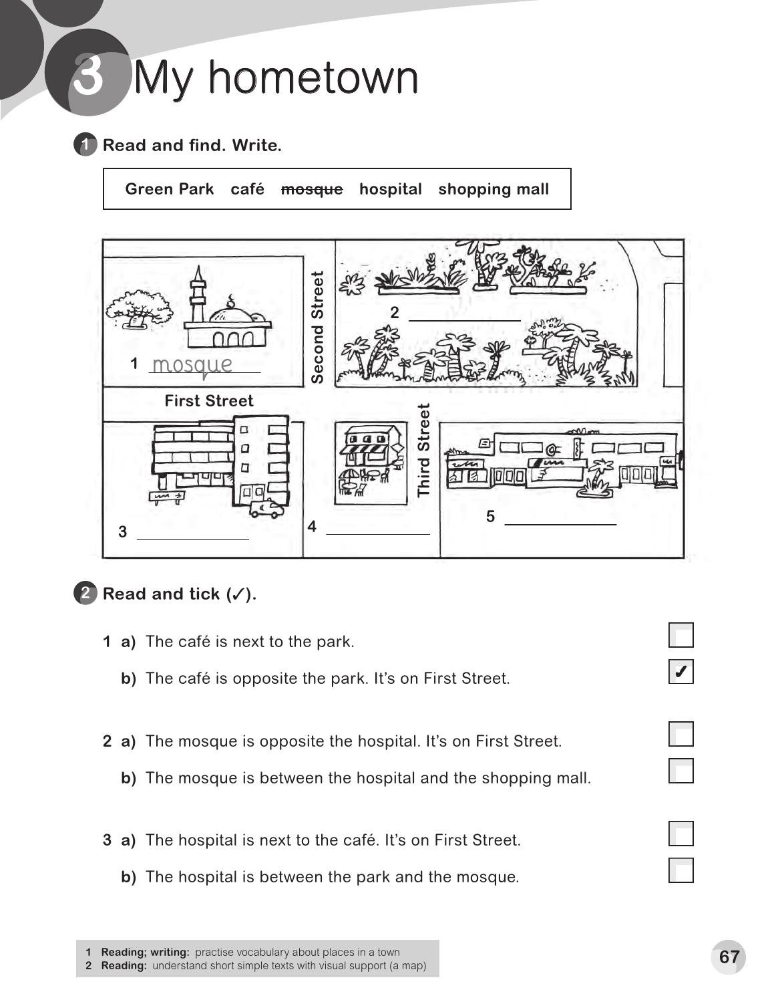 3 My hometown
1 Read and find. Write.
Green Park café mosque hospital shopping mall
Second Street
2
1 mosque
First Street
Third Street
3
4
5
2 Read and tick (✓).
1 a) The café is next to the park.
b) The café is opposite the park. It's on First Street. ✓
2 a) The mosque is opposite the hospital. It's on First Street.
b) The mosque is between the hospital and the shopping mall.
3 a) The hospital is next to the café. It's on First Street.
b) The hospital is between the park and the mosque.
1 Reading; writing: practise vocabulary about places in a town
2 Reading: understand short simple texts with visual support (a map)
67